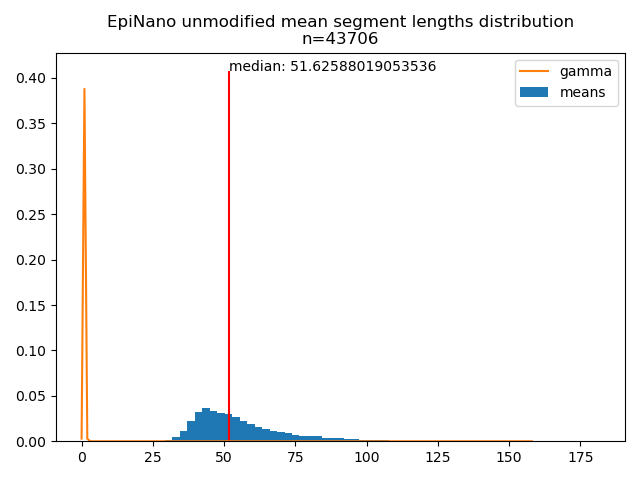 EpiNano unmodified mean segment lengths distribution
n=43706
median: 51.62588019053536
gamma
means
0.40
0.35
0.30
0.25
0.20
0.15
0.10
0.05
0.00
0 25 50 75 100 125 150 175